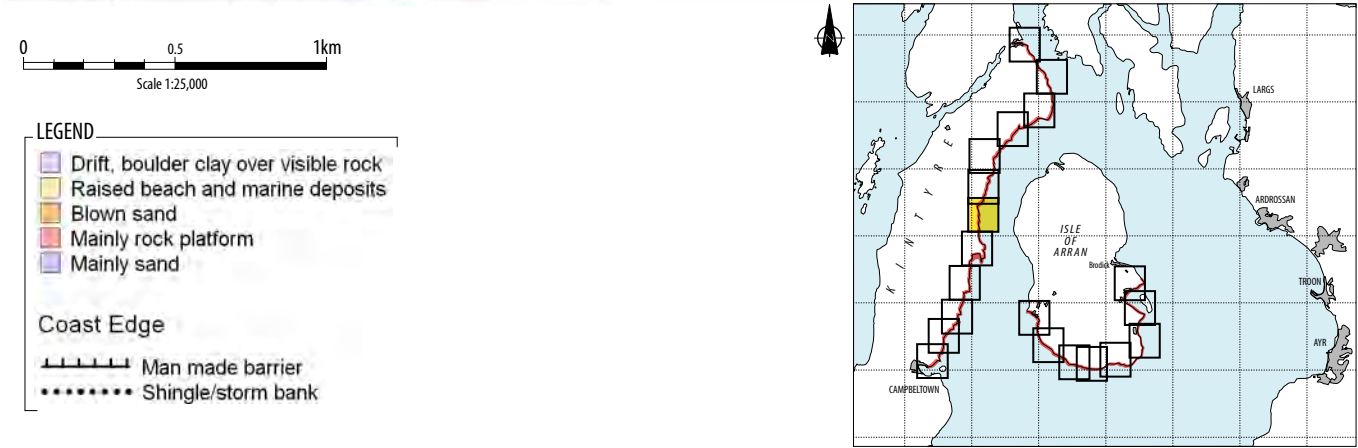 0 0.5 1km
Scale 1:25,000
LEGEND
Drift, boulder clay over visible rock
Raised beach and marine deposits
Blown sand
Mainly rock platform
Mainly sand
Coast Edge
Man made barrier
Shingle/storm bank
LARGS
KINTYRE
ARDROSSAN
ISLE
OF
ARRAN
Brodick
TROON
AYR
CAMPBELTOWN